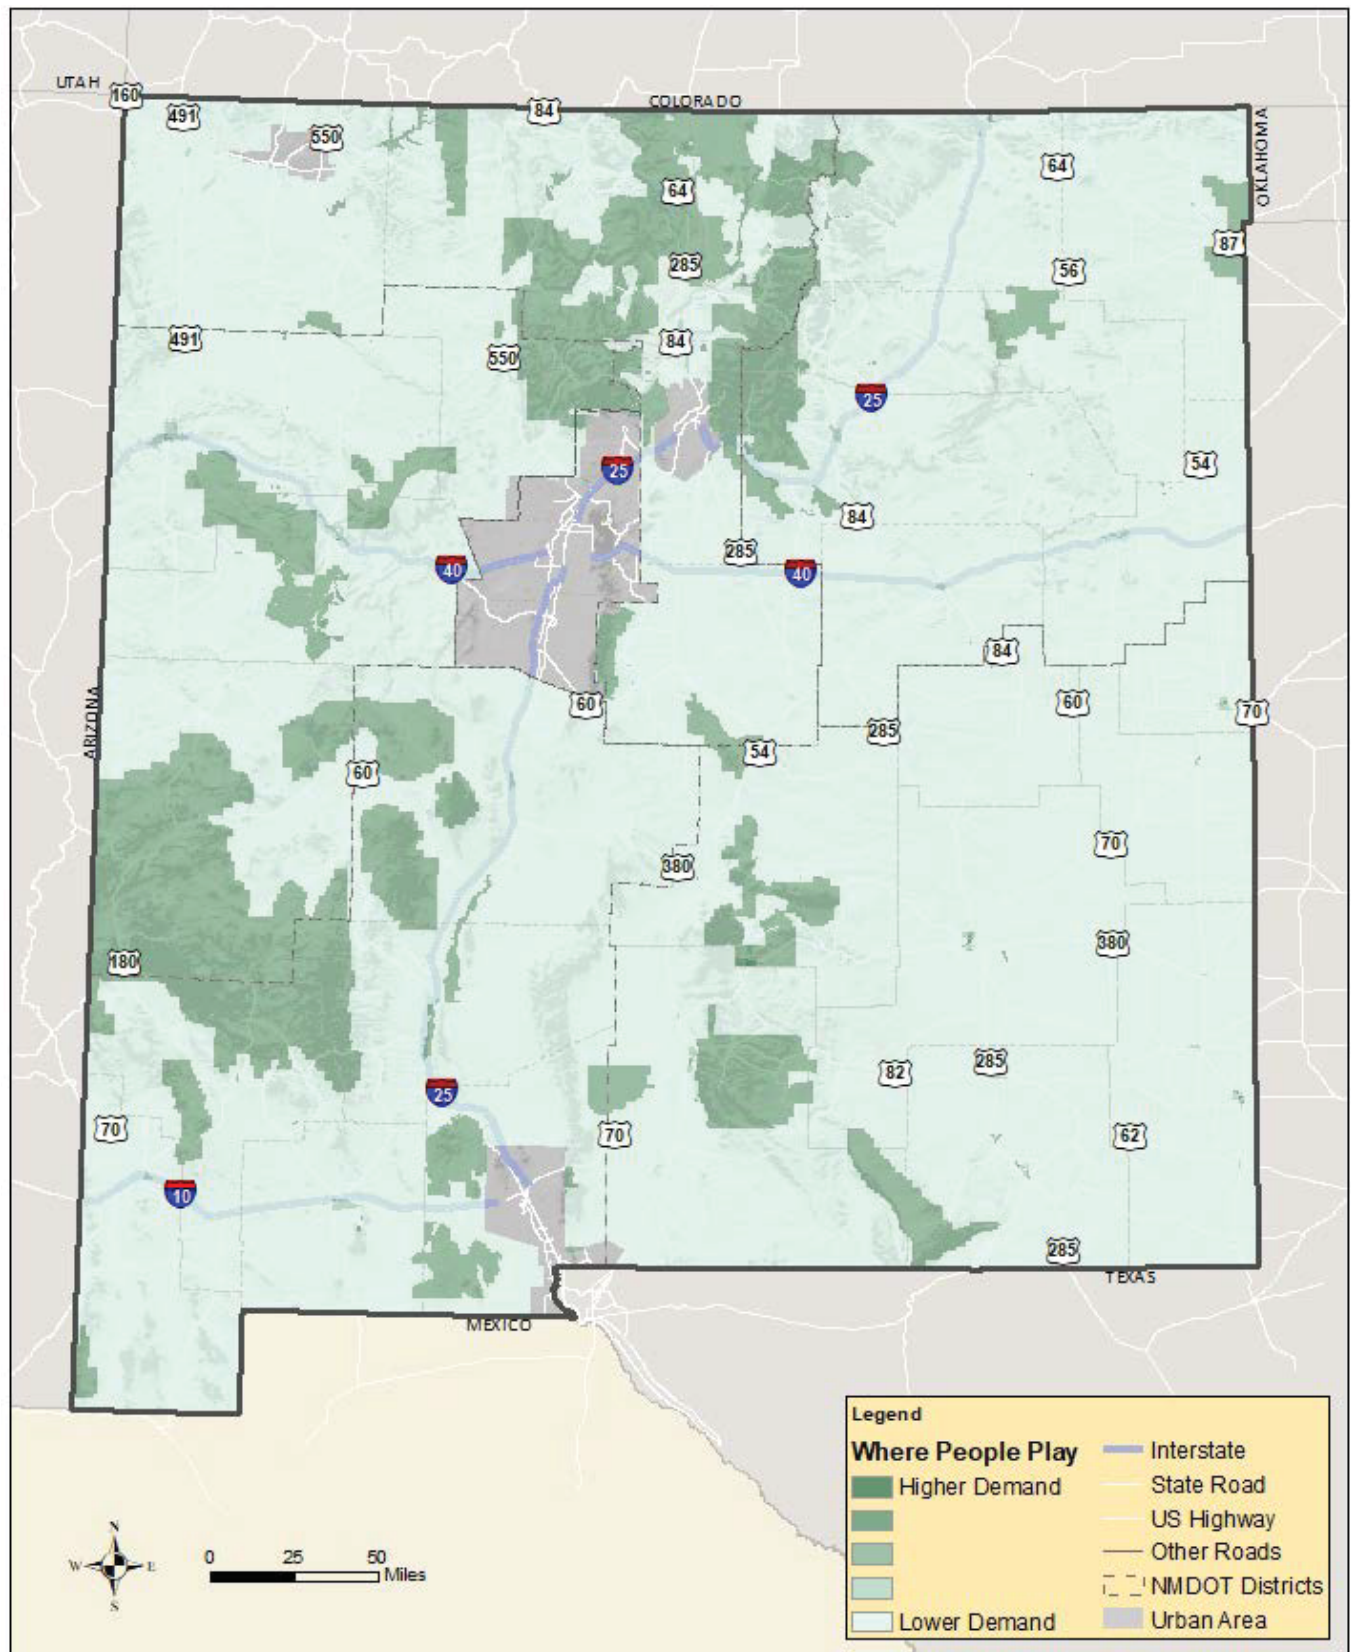 UTAH
160
491
550
84
COLORADO
OKLAHOMA
64
64
87
285
56
491
550
84
25
25
54
84
285
40
40
84
60
60
285
70
ARIZONA
54
60
70
380
380
180
82
285
25
70
70
62
10
285
TEXAS
MEXICO
Legend
Where People Play
Higher Demand
Lower Demand
Interstate
State Road
US Highway
Other Roads
NMDOT Districts
Urban Area
N
W E
S
0 25 50
Miles